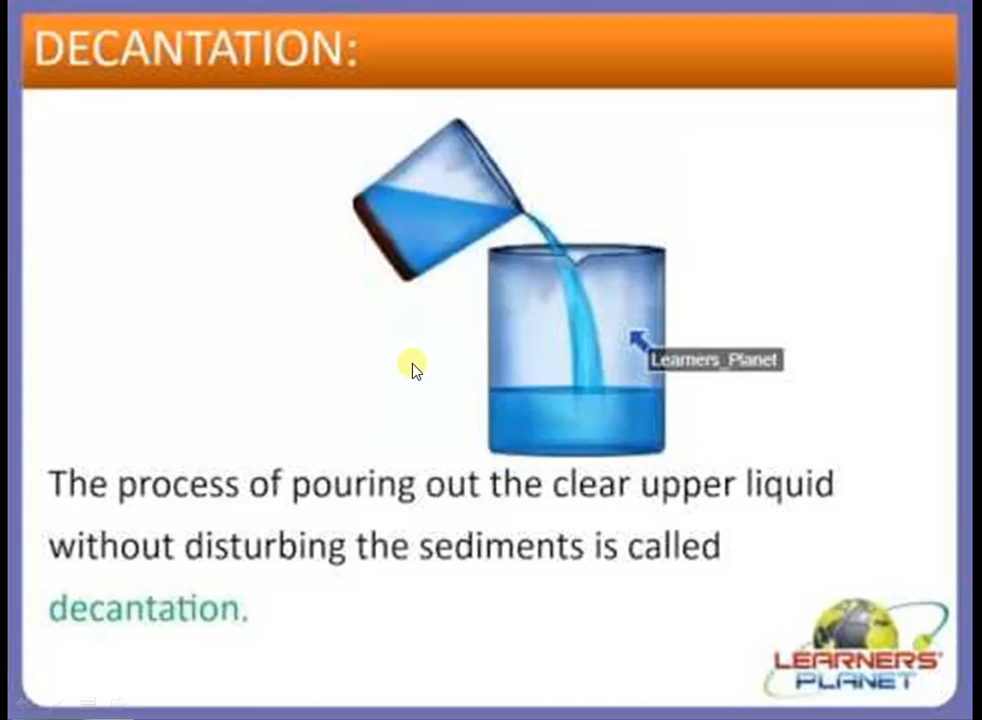 DECANTATION:
Learners_Planet
The process of pouring out the clear upper liquid
without disturbing the sediments is called
decantation.
LEARNERS
PLANET